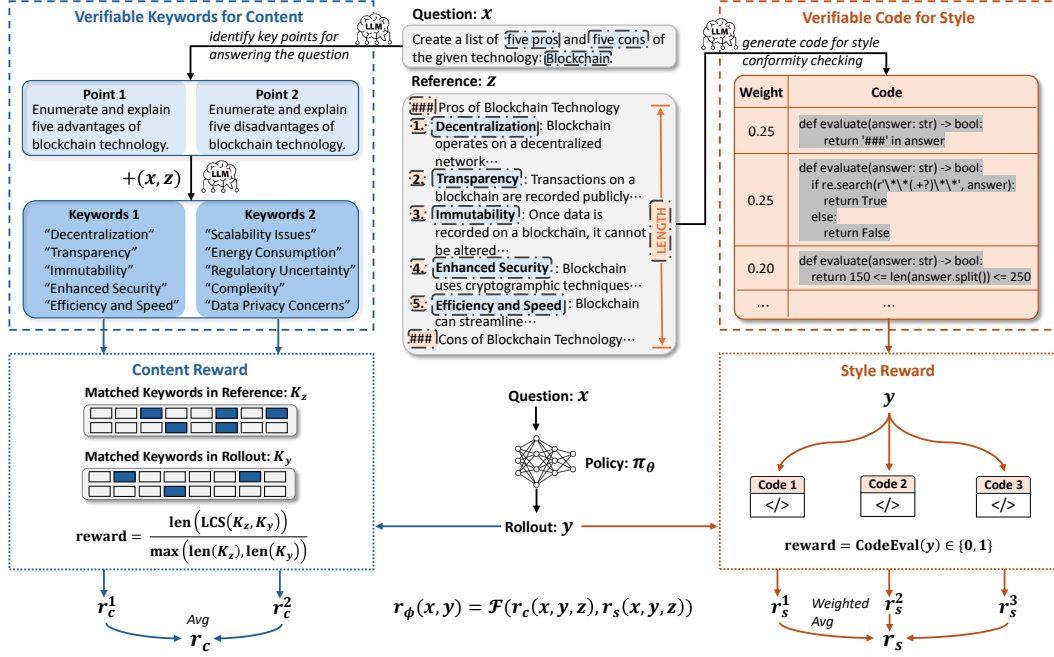 Verifiable Keywords for Content
LLM
identify key points for
answering the question
Point 1
Enumerate and explain
five advantages of
blockchain technology.
Point 2
Enumerate and explain
five disadvantages of
blockchain technology.
+(x, z)
LLM
Keywords 1
“Decentralization”
“Transparency”
“Immutability”
“Enhanced Security”
“Efficiency and Speed”
Keywords 2
“Scalability Issues”
“Energy Consumption”
“Regulatory Uncertainty”
“Complexity”
“Data Privacy Concerns”
Question: x
Create a list of five pros and five cons of
the given technology: Blockchain.
Reference: z
### Pros of Blockchain Technology
1. Decentralization: Blockchain
operates on a decentralized
network···
2. Transparency: Transactions on a
blockchain are recorded publicly···
3. Immutability: Once data is
recorded on a blockchain, it cannot
be altered···
4. Enhanced Security: Blockchain
uses cryptographic techniques···
5. Efficiency and Speed: Blockchain
can streamline···
### Cons of Blockchain Technology···
LENGTH
Verifiable Code for Style
LLM
generate code for style
conformity checking
Weight Code
0.25
def evaluate(answer: str) -> bool:
return '###' in answer
0.25
def evaluate(answer: str) -> bool:
if re.search(r'\*\*(.+?)\*\*', answer):
return True
else:
return False
0.20
def evaluate(answer: str) -> bool:
return 150 <= len(answer.split()) <= 250
... ...
Content Reward
Matched Keywords in Reference: K_z
Matched Keywords in Rollout: K_y
reward = len(LCS(K_z, K_y)) / max(len(K_z), len(K_y))
r_c^1
r_c^2
Avg
r_c
Question: x
Policy: π_θ
Rollout: y
r_ϕ(x, y) = F(r_c(x, y, z), r_s(x, y, z))
Style Reward
y
Code 1
</>
Code 2
</>
Code 3
</>
reward = CodeEval(y) ∈ {0, 1}
r_s^1
r_s^2
r_s^3
Weighted
Avg
r_s